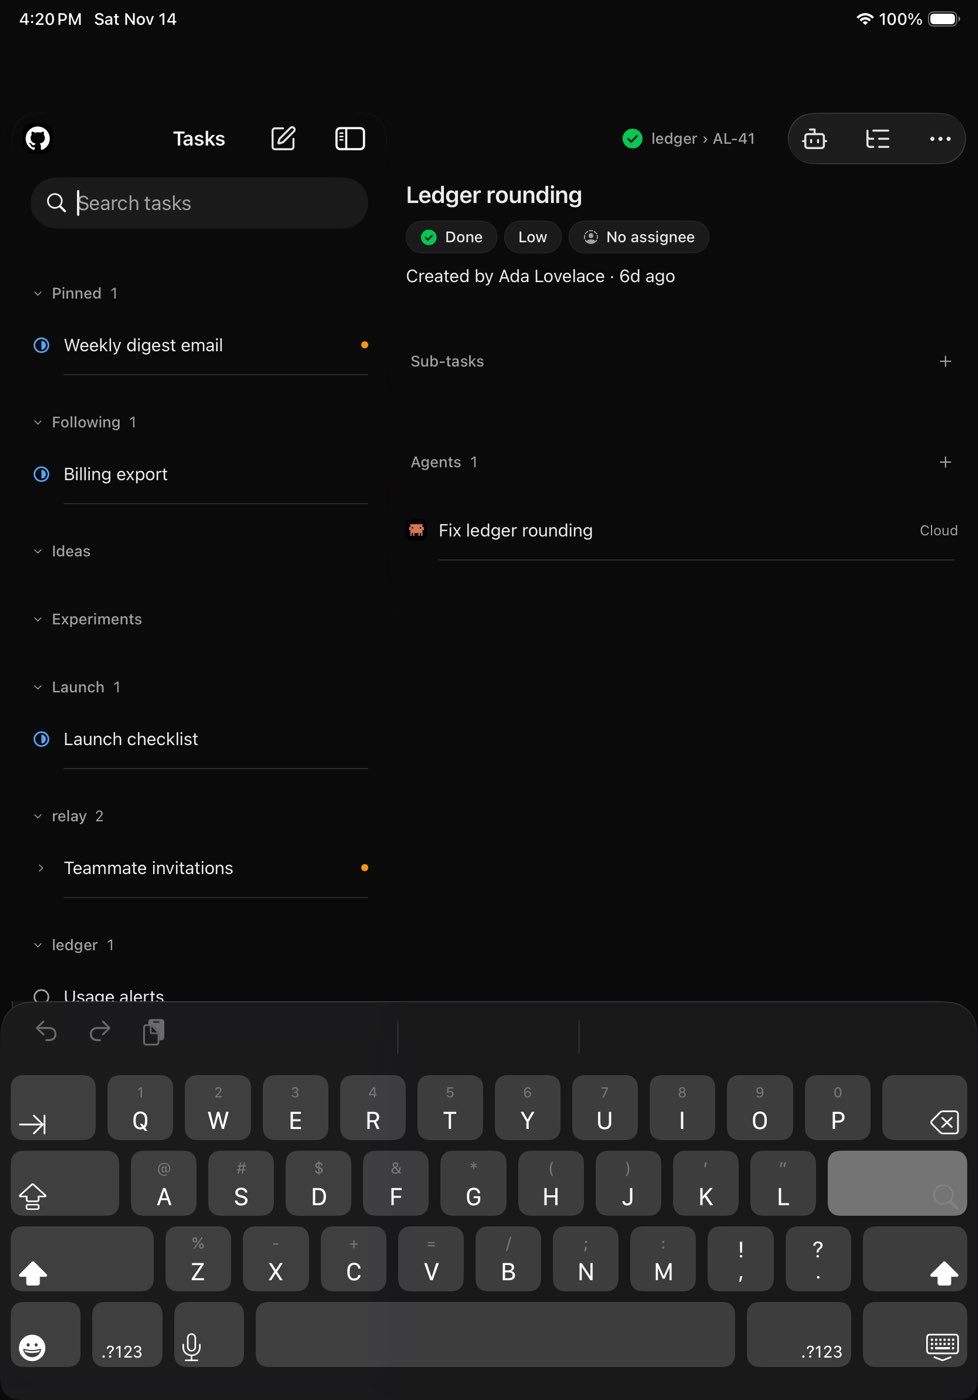 4:20 PM Sat Nov 14
100%
Tasks
Search tasks
Pinned 1
Weekly digest email
Following 1
Billing export
Ideas
Experiments
Launch 1
Launch checklist
relay 2
Teammate invitations
ledger 1
Usage alerts
ledger › AL-41
Ledger rounding
Done Low No assignee
Created by Ada Lovelace · 6d ago
Sub-tasks
Agents 1
Fix ledger rounding Cloud
1 2 3 4 5 6 7 8 9 0
Q W E R T Y U I O P
@ # $ & * ( ) ' "
A S D F G H J K L
% - + = / ; : ! ?
Z X C V B N M , .
.?123 .?123